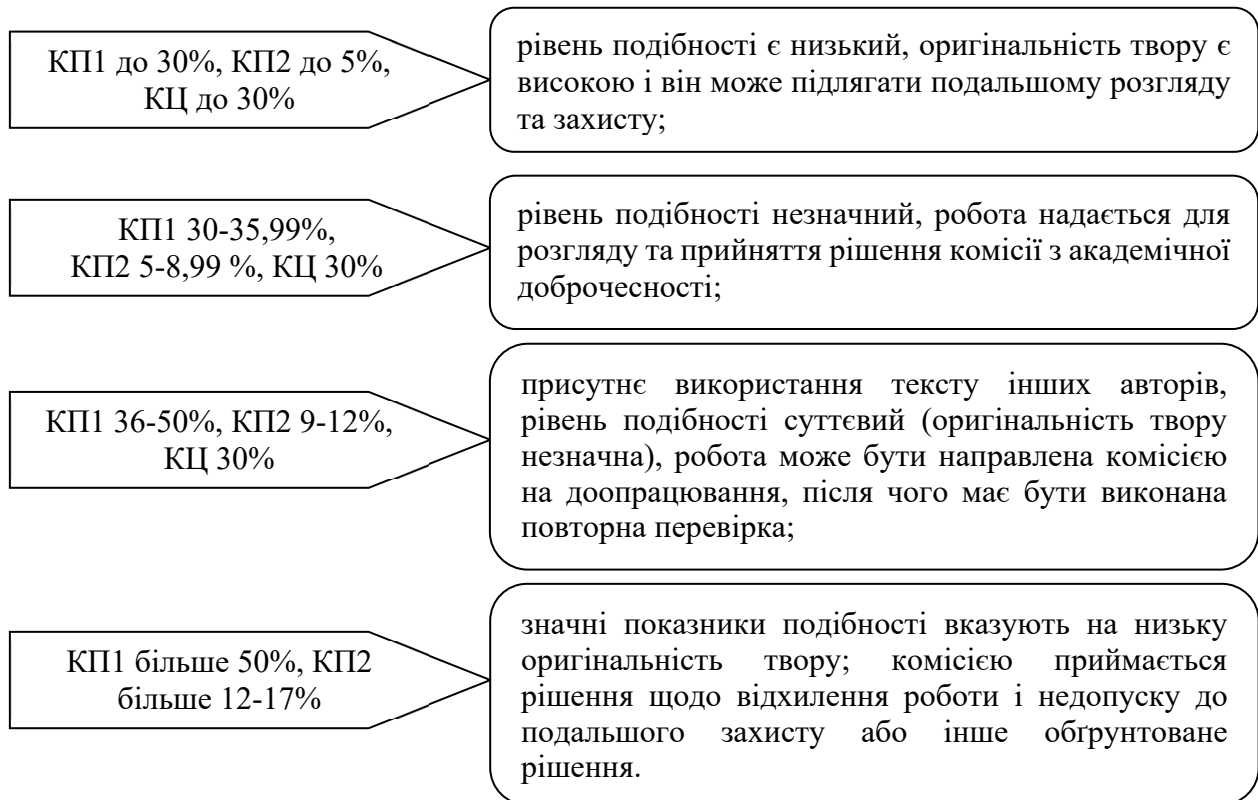 КП1 до 30%, КП2 до 5%,
КЦ до 30%
рівень подібності є низький, оригінальність твору є
високою і він може підлягати подальшому розгляду
та захисту;
КП1 30-35,99%,
КП2 5-8,99 %, КЦ 30%
рівень подібності незначний, робота надається для
розгляду та прийняття рішення комісії з академічної
доброчесності;
КП1 36-50%, КП2 9-12%,
КЦ 30%
присутнє використання тексту інших авторів,
рівень подібності суттєвий (оригінальність твору
незначна), робота може бути направлена комісією
на доопрацювання, після чого має бути виконана
повторна перевірка;
КП1 більше 50%, КП2
більше 12-17%
значні показники подібності вказують на низьку
оригінальність твору; комісією приймається
рішення щодо відхилення роботи і недопуску до
подальшого захисту або інше обґрунтоване
рішення.